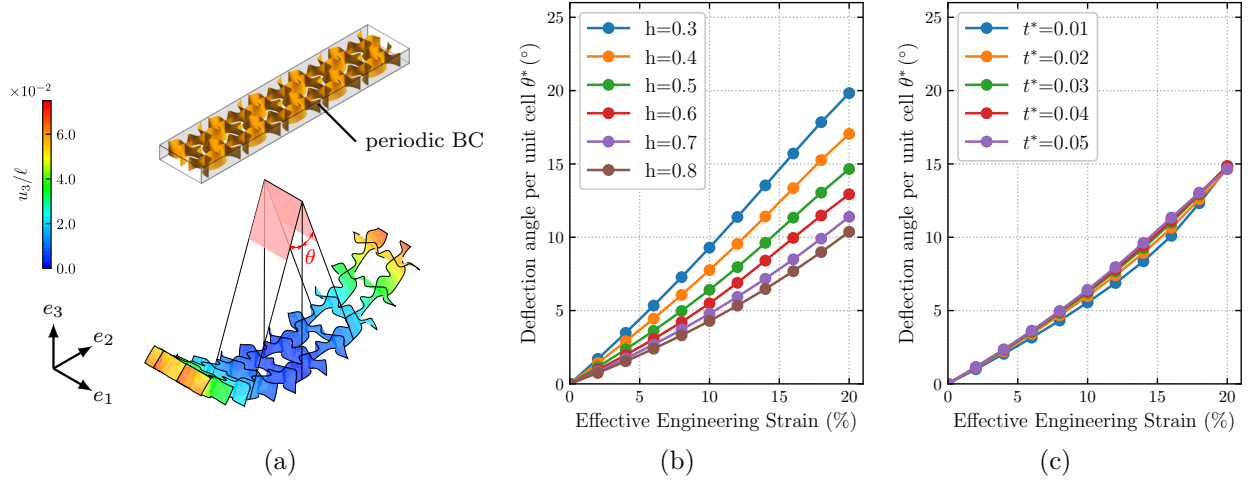 ×10⁻²
6.0
4.0
2.0
0.0
u₃/ℓ
periodic BC
θ
e₃
e₂
e₁
(a)
Deflection angle per unit cell θ* (°)
25
20
15
10
5
0
h=0.3
h=0.4
h=0.5
h=0.6
h=0.7
h=0.8
5 10 15 20
Effective Engineering Strain (%)
(b)
Deflection angle per unit cell θ* (°)
25
20
15
10
5
0
t*=0.01
t*=0.02
t*=0.03
t*=0.04
t*=0.05
0 5 10 15 20
Effective Engineering Strain (%)
(c)